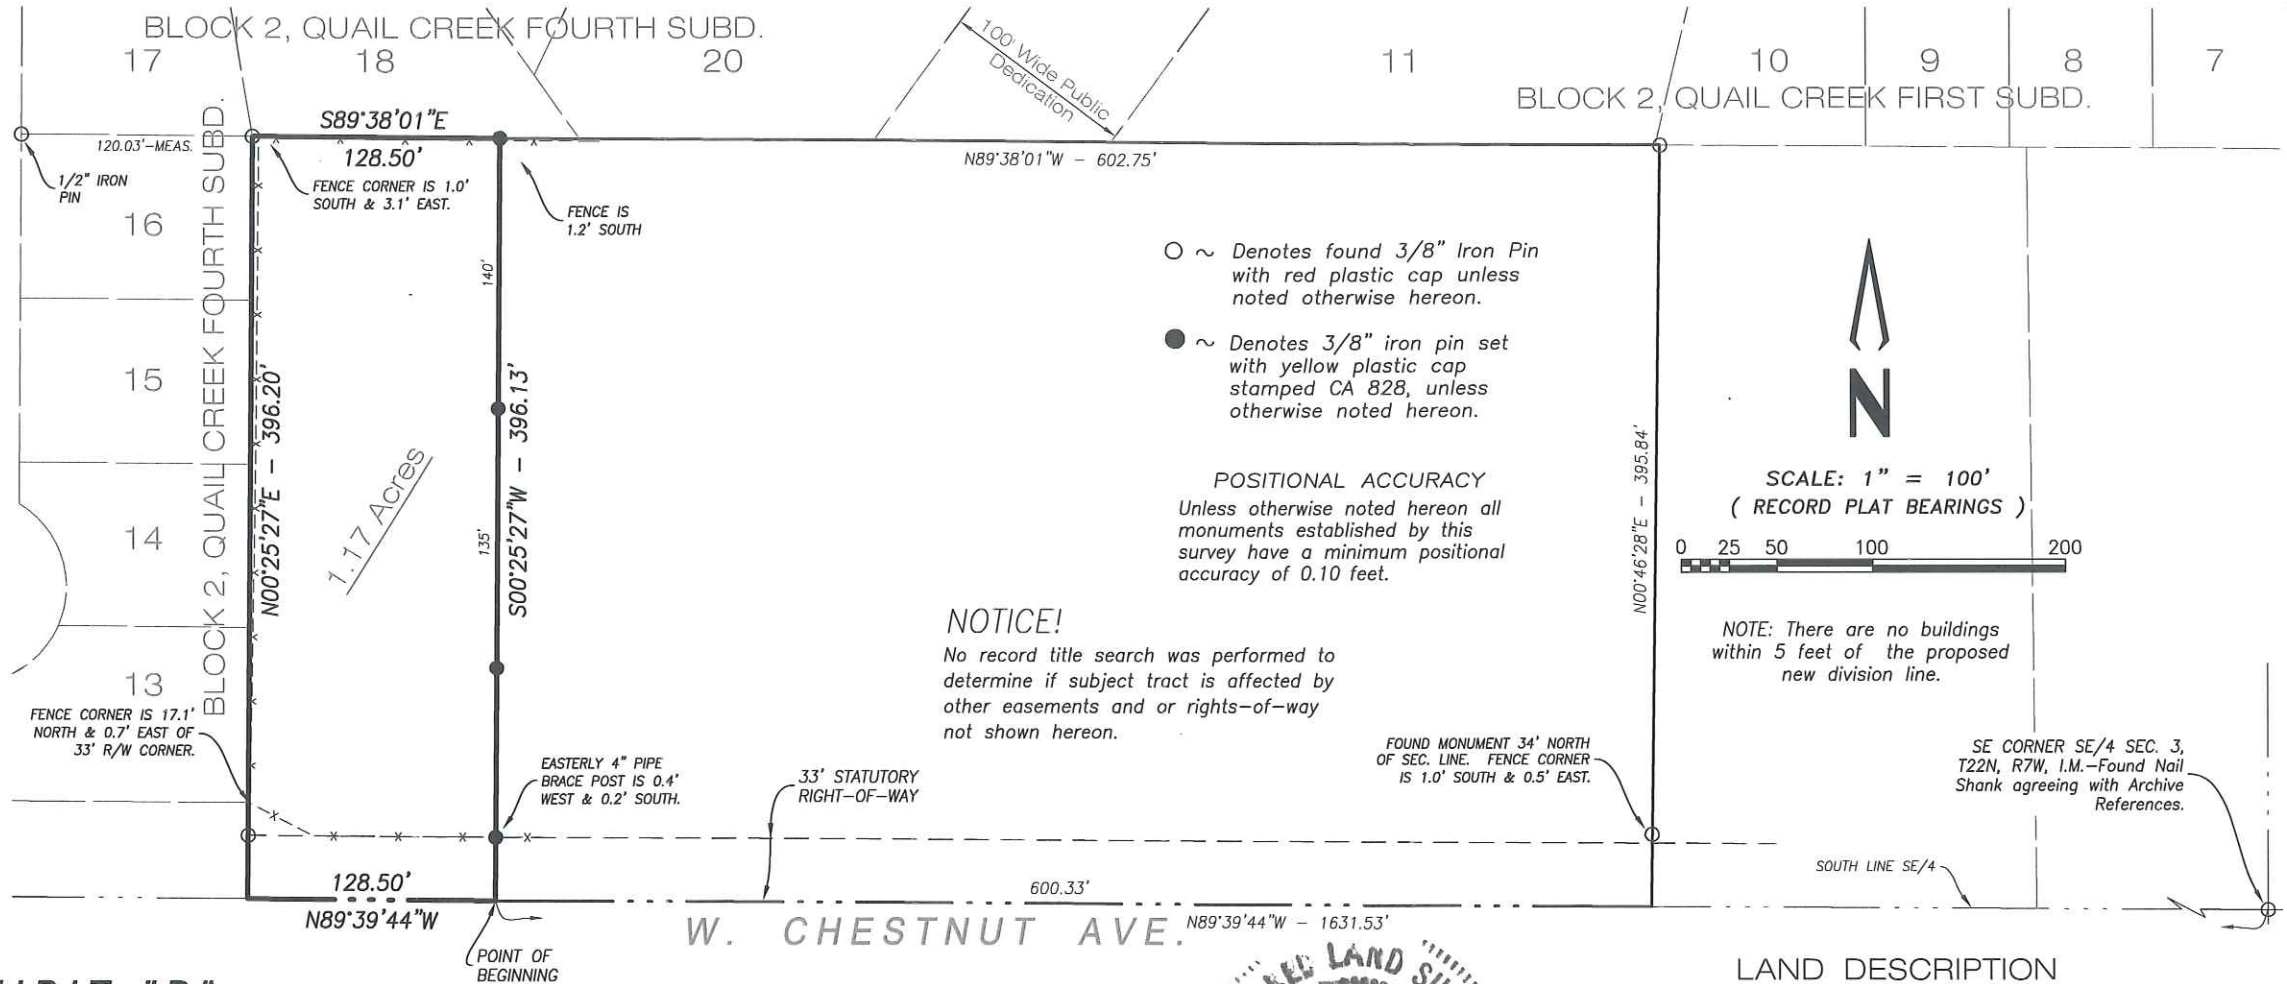 BLOCK 2, QUAIL CREEK FOURTH SUBD.
17
18
20
100' Wide Public
Dedication
11
10
9
8
7
BLOCK 2, QUAIL CREEK FIRST SUBD.
S89°38'01"E
128.50'
120.03'-MEAS.
N89°38'01"W - 602.75'
1/2" IRON
PIN
FENCE CORNER IS 1.0'
SOUTH & 3.1' EAST.
FENCE IS
1.2' SOUTH
16
15
14
13
BLOCK 2, QUAIL CREEK FOURTH SUBD.
N00°25'27"E - 396.20'
1.17 Acres
140'
135'
S00°25'27"W - 396.13'
○ ~ Denotes found 3/8" Iron Pin
with red plastic cap unless
noted otherwise hereon.
● ~ Denotes 3/8" iron pin set
with yellow plastic cap
stamped CA 828, unless
otherwise noted hereon.
POSITIONAL ACCURACY
Unless otherwise noted hereon all
monuments established by this
survey have a minimum positional
accuracy of 0.10 feet.
NOTICE!
No record title search was performed to
determine if subject tract is affected by
other easements and or rights-of-way
not shown hereon.
N00°46'28"E - 395.84'
N
SCALE: 1" = 100'
( RECORD PLAT BEARINGS )
0 25 50 100 200
NOTE: There are no buildings
within 5 feet of the proposed
new division line.
FENCE CORNER IS 17.1'
NORTH & 0.7' EAST OF
33' R/W CORNER.
EASTERLY 4" PIPE
BRACE POST IS 0.4'
WEST & 0.2' SOUTH.
33' STATUTORY
RIGHT-OF-WAY
FOUND MONUMENT 34' NORTH
OF SEC. LINE. FENCE CORNER
IS 1.0' SOUTH & 0.5' EAST.
SE CORNER SE/4 SEC. 3,
T22N, R7W, I.M.-Found Nail
Shank agreeing with Archive
References.
SOUTH LINE SE/4
128.50'
N89°39'44"W
600.33'
W. CHESTNUT AVE.
N89°39'44"W - 1631.53'
POINT OF
BEGINNING
LAND
LAND DESCRIPTION